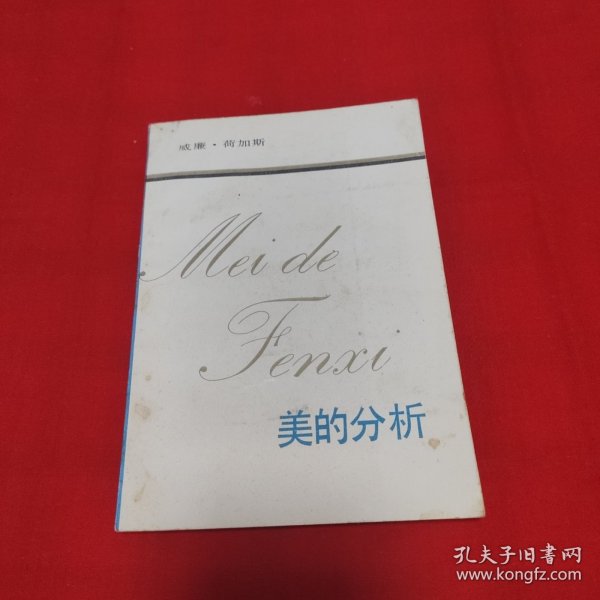 威廉·荷加斯
Mei de
Fenxi
美的分析
孔夫子旧书网
www.kongfz.com